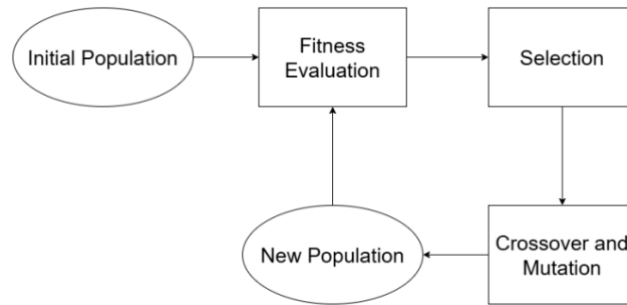 Initial Population
Fitness
Evaluation
Selection
New Population
Crossover and
Mutation